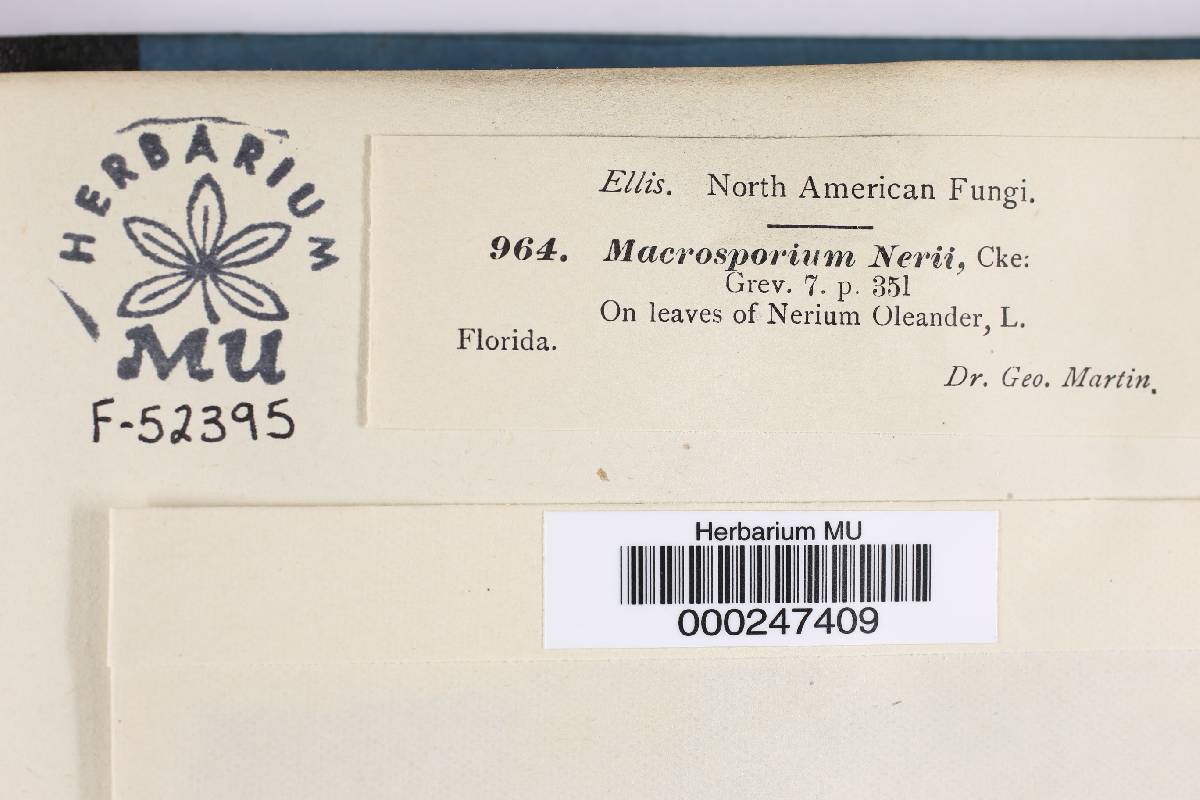 HERBARIUM
MU
F-52395
Ellis. North American Fungi.
964. Macrosporium Nerii, Cke:
Grev. 7. p. 351
On leaves of Nerium Oleander, L.
Florida.
Dr. Geo. Martin.
Herbarium MU
000247409